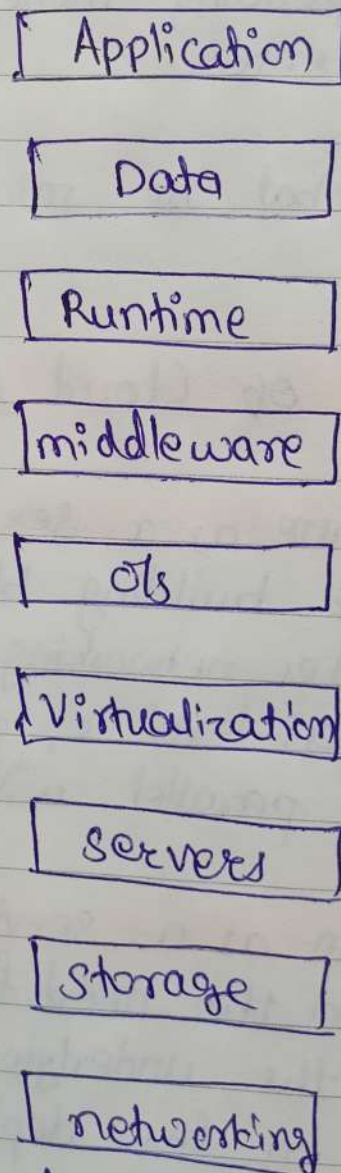 Application
Data
Runtime
middleware
O/s
Virtualization
servers
storage
networking